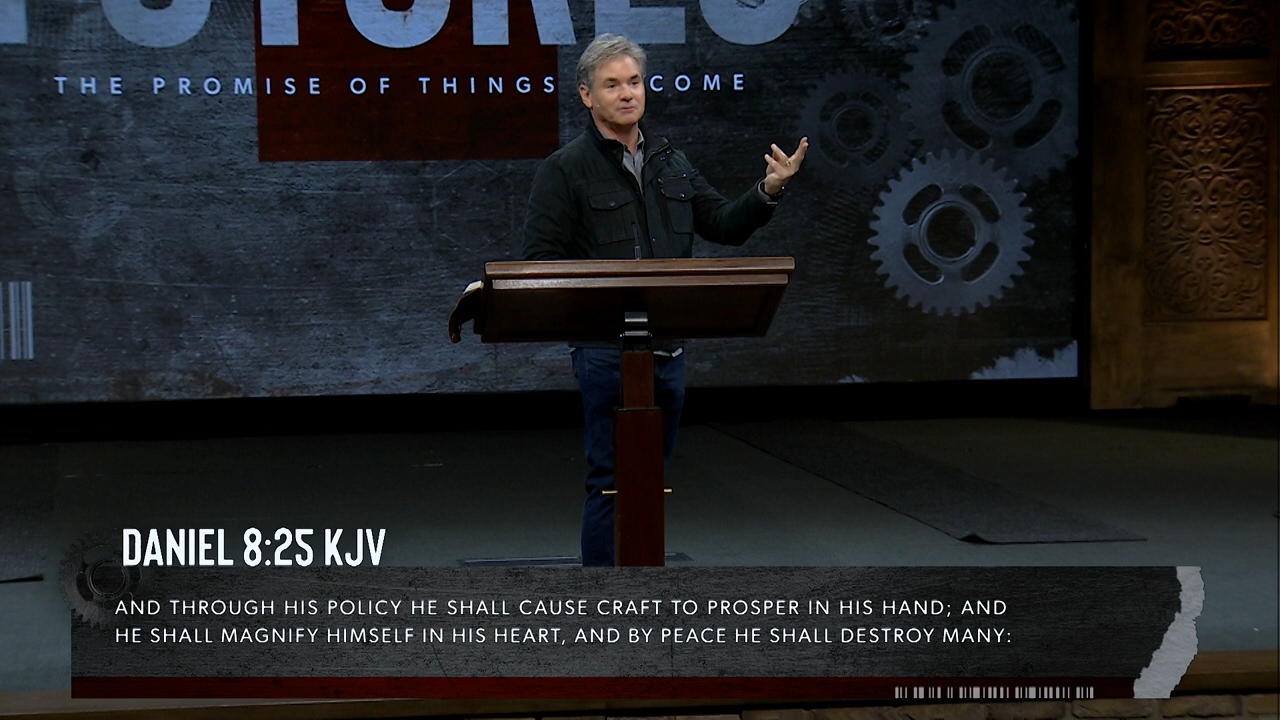 THE PROMISE OF THINGS COME
DANIEL 8:25 KJV
AND THROUGH HIS POLICY HE SHALL CAUSE CRAFT TO PROSPER IN HIS HAND; AND
HE SHALL MAGNIFY HIMSELF IN HIS HEART, AND BY PEACE HE SHALL DESTROY MANY: